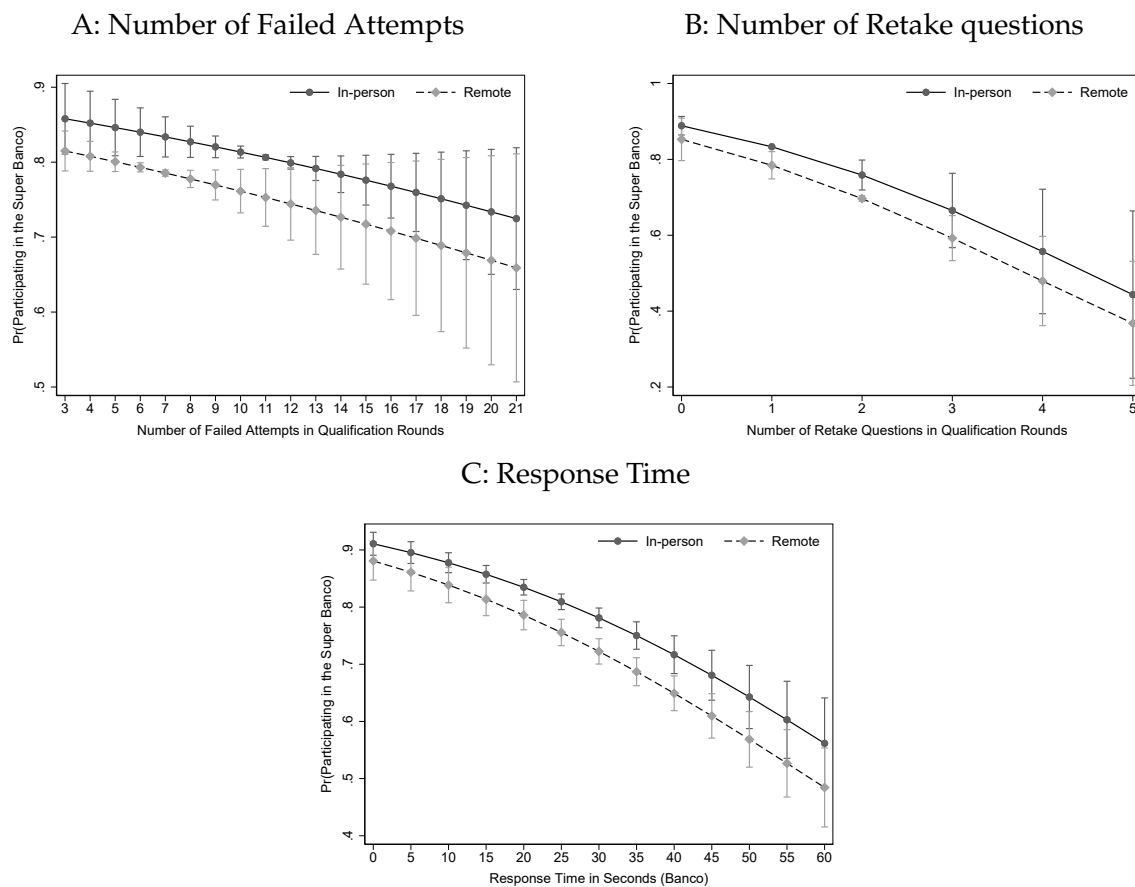 A: Number of Failed Attempts
B: Number of Retake questions
In-person
Remote
Pr(Participating in the Super Banco)
.9
.8
.7
.6
.5
3 4 5 6 7 8 9 10 11 12 13 14 15 16 17 18 19 20 21
Number of Failed Attempts in Qualification Rounds
In-person
Remote
Pr(Participating in the Super Banco)
1
.8
.6
.4
.2
0 1 2 3 4 5
Number of Retake Questions in Qualification Rounds
C: Response Time
In-person
Remote
Pr(Participating in the Super Banco)
.9
.8
.7
.6
.5
.4
0 5 10 15 20 25 30 35 40 45 50 55 60
Response Time in Seconds (Banco)